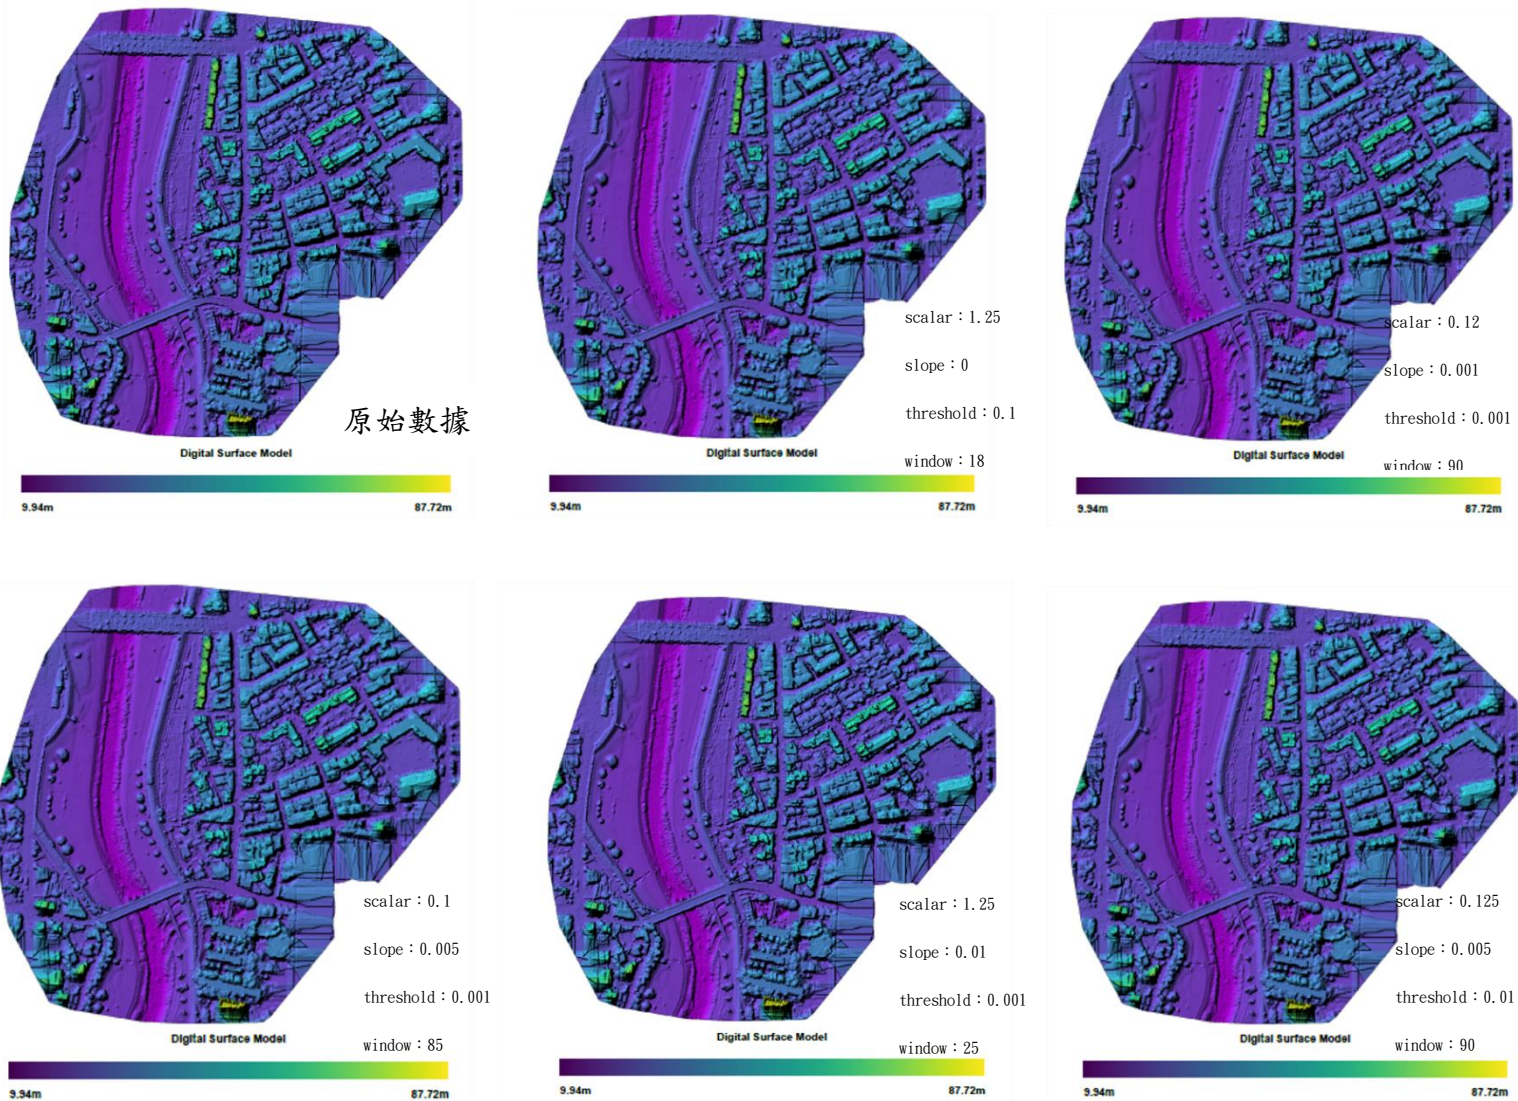 原始數據
Digital Surface Model
9.94m 87.72m
scalar：1.25
slope：0
threshold：0.1
window：18
Digital Surface Model
9.94m 87.72m
scalar：0.12
slope：0.001
threshold：0.001
window：90
Digital Surface Model
9.94m 87.72m
scalar：0.1
slope：0.005
threshold：0.001
window：85
Digital Surface Model
9.94m 87.72m
scalar：1.25
slope：0.01
threshold：0.001
window：25
Digital Surface Model
9.94m 87.72m
scalar：0.125
slope：0.005
threshold：0.01
window：90
Digital Surface Model
9.94m 87.72m